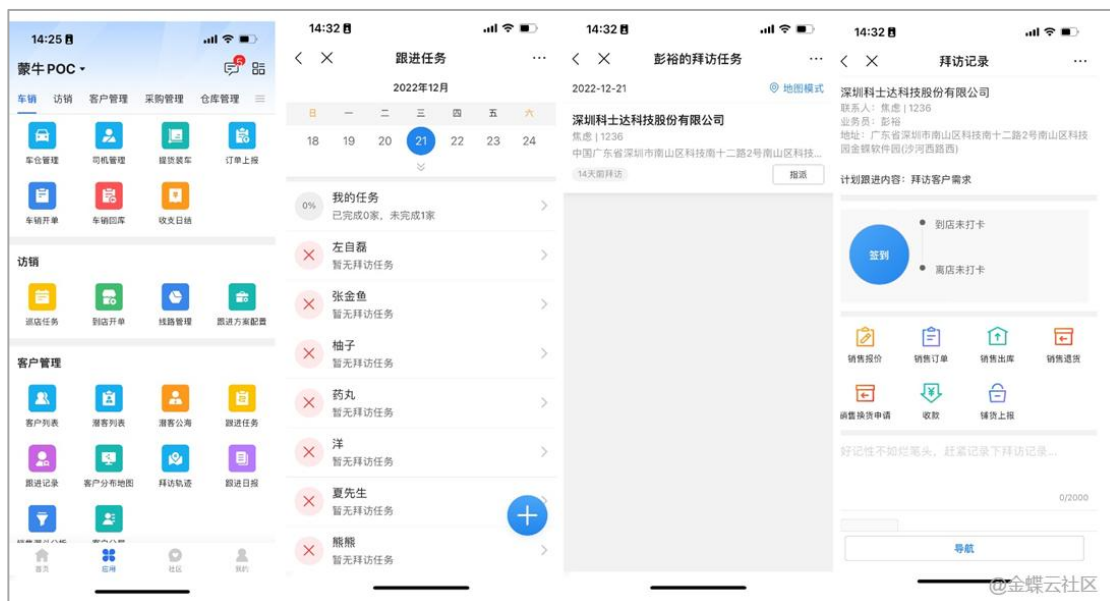 14:25
蒙牛 POC
5
车销 访销 客户管理 采购管理 仓库管理
车仓管理 司机管理 提货装车 订单上报
车销开单 车销回库 收支日结
访销
巡店任务 到店开单 线路管理 跟进方案配置
客户管理
客户列表 潜客列表 潜客公海 跟进任务
跟进记录 客户分布地图 拜访轨迹 跟进日报
首页 应用 社区 我的
14:32
跟进任务
2022年12月
日 一 二 三 四 五 六
18 19 20 21 22 23 24
0%
我的任务
已完成0家,未完成1家
左自磊
暂无拜访任务
张金鱼
暂无拜访任务
柚子
暂无拜访任务
药丸
暂无拜访任务
洋
暂无拜访任务
夏先生
暂无拜访任务
熊熊
暂无拜访任务
14:32
彭裕的拜访任务
2022-12-21 地图模式
深圳科士达科技股份有限公司
焦虑 | 1236
中国广东省深圳市南山区科技南十二路2号南山区科技...
14天前拜访 指派
14:32
拜访记录
深圳科士达科技股份有限公司
联系人:焦虑 | 1236
业务员:彭裕
地址:广东省深圳市南山区科技南十二路2号南山区科技
园金蝶软件园(沙河西路西)
计划跟进内容:拜访客户需求
到店未打卡
签到
离店未打卡
销售报价 销售订单 销售出库 销售退货
销售换货申请 收款 铺货上报
好记性不如烂笔头,赶紧记录下拜访记录...
0/2000
导航
@金蝶云社区